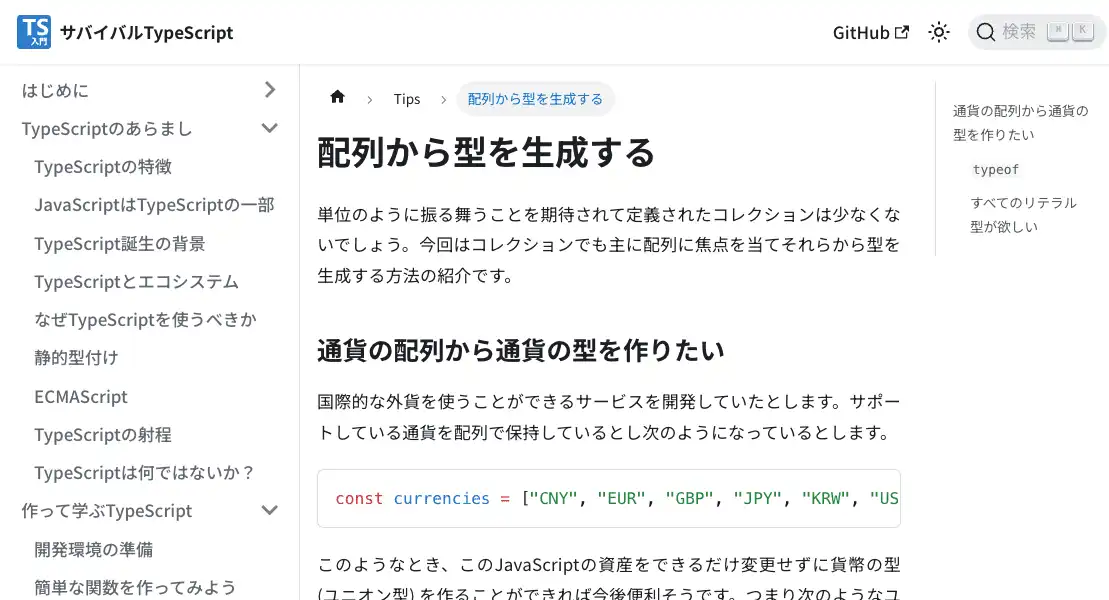 TS
入門
サバイバルTypeScript
GitHub
検索
⌘
K
はじめに
TypeScriptのあらまし
TypeScriptの特徴
JavaScriptはTypeScriptの一部
TypeScript誕生の背景
TypeScriptとエコシステム
なぜTypeScriptを使うべきか
静的型付け
ECMAScript
TypeScriptの射程
TypeScriptは何ではないか？
作って学ぶTypeScript
開発環境の準備
簡単な関数を作ってみよう
Tips
配列から型を生成する
配列から型を生成する
単位のように振る舞うことを期待されて定義されたコレクションは少なくな
いでしょう。今回はコレクションでも主に配列に焦点を当てそれらから型を
生成する方法の紹介です。
通貨の配列から通貨の型を作りたい
国際的な外貨を使うことができるサービスを開発していたとします。サポー
トしている通貨を配列で保持しているとし次のようになっているとします。
const currencies = ["CNY", "EUR", "GBP", "JPY", "KRW", "US
このようなとき、このJavaScriptの資産をできるだけ変更せずに貨幣の型
(ユニオン型) を作ることができれば今後便利そうです。つまり次のようなユ
通貨の配列から通貨の
型を作りたい
typeof
すべてのリテラル
型が欲しい